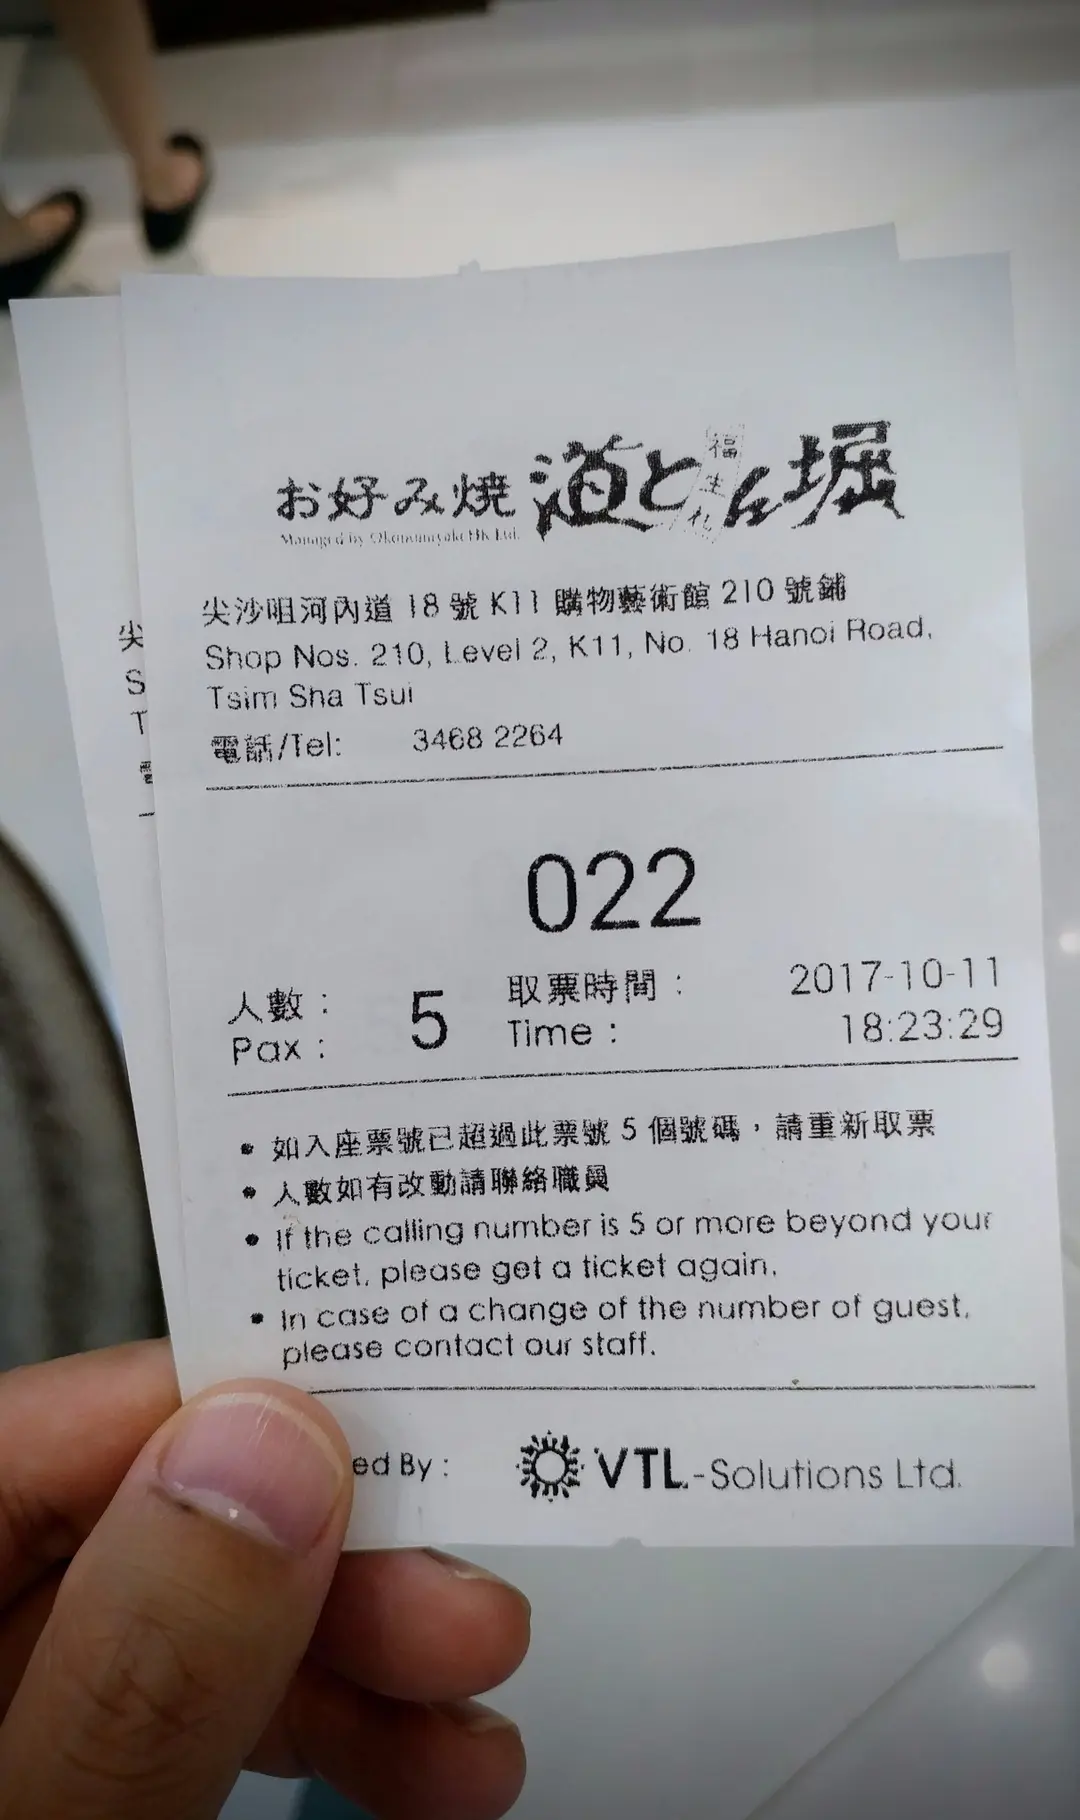 お好み焼 道とん堀
福生伝
Managed by Okonomiyaki HK Ltd.
尖沙咀河內道 18 號 K11 購物藝術館 210 號鋪
Shop Nos. 210, Level 2, K11, No. 18 Hanoi Road,
Tsim Sha Tsui
電話/Tel: 3468 2264
022
人數 : 5 取票時間 : 2017-10-11
Pax : Time : 18:23:29
• 如入座票號已超過此票號 5 個號碼，請重新取票
• 人數如有改動請聯絡職員
• If the calling number is 5 or more beyond your
ticket, please get a ticket again.
• In case of a change of the number of guest,
please contact our staff.
ed By : VTL-Solutions Ltd.
尖
S
T